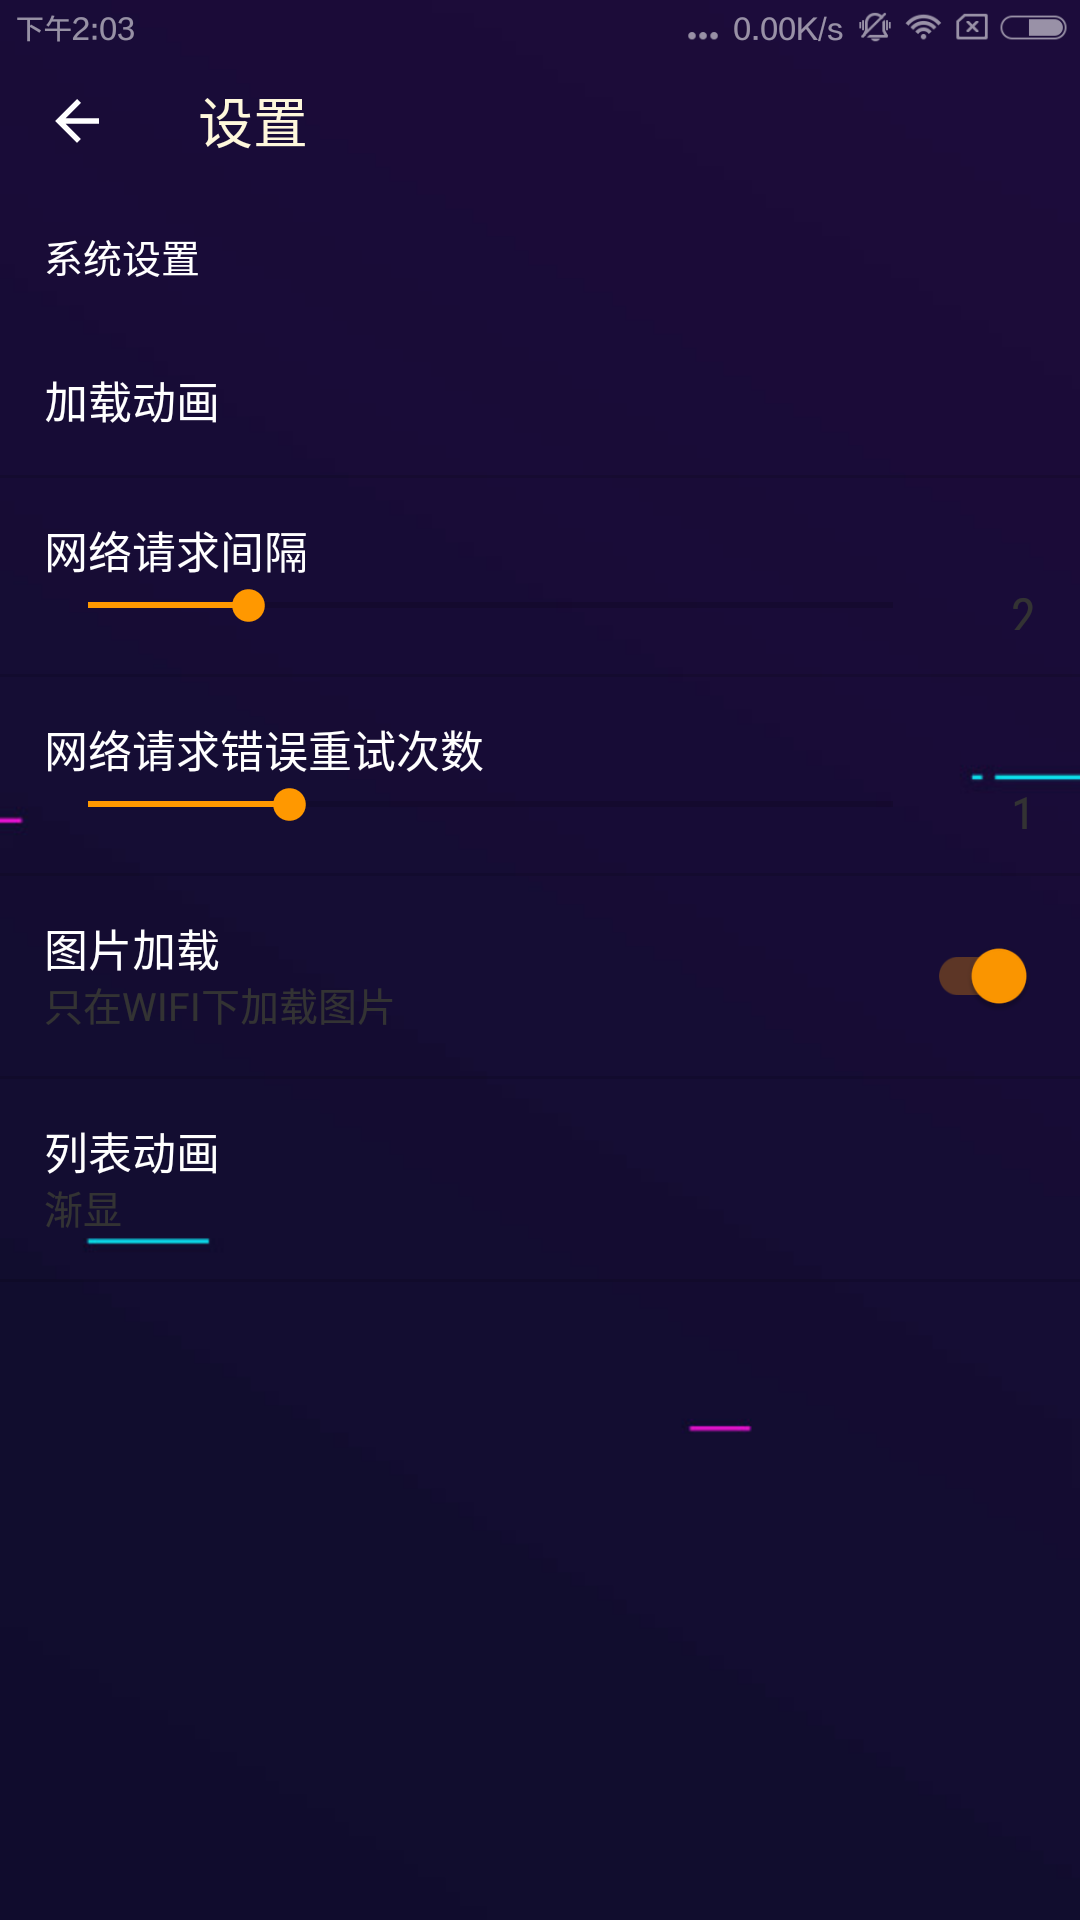 下午2:03
... 0.00K/s
设置
系统设置
加载动画
网络请求间隔
2
网络请求错误重试次数
1
图片加载
只在WIFI下加载图片
列表动画
渐显